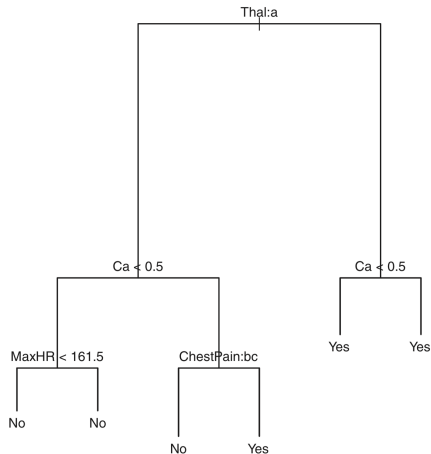 Thal:a
Ca < 0.5
Ca < 0.5
Yes
Yes
MaxHR < 161.5
ChestPain:bc
No
No
No
Yes